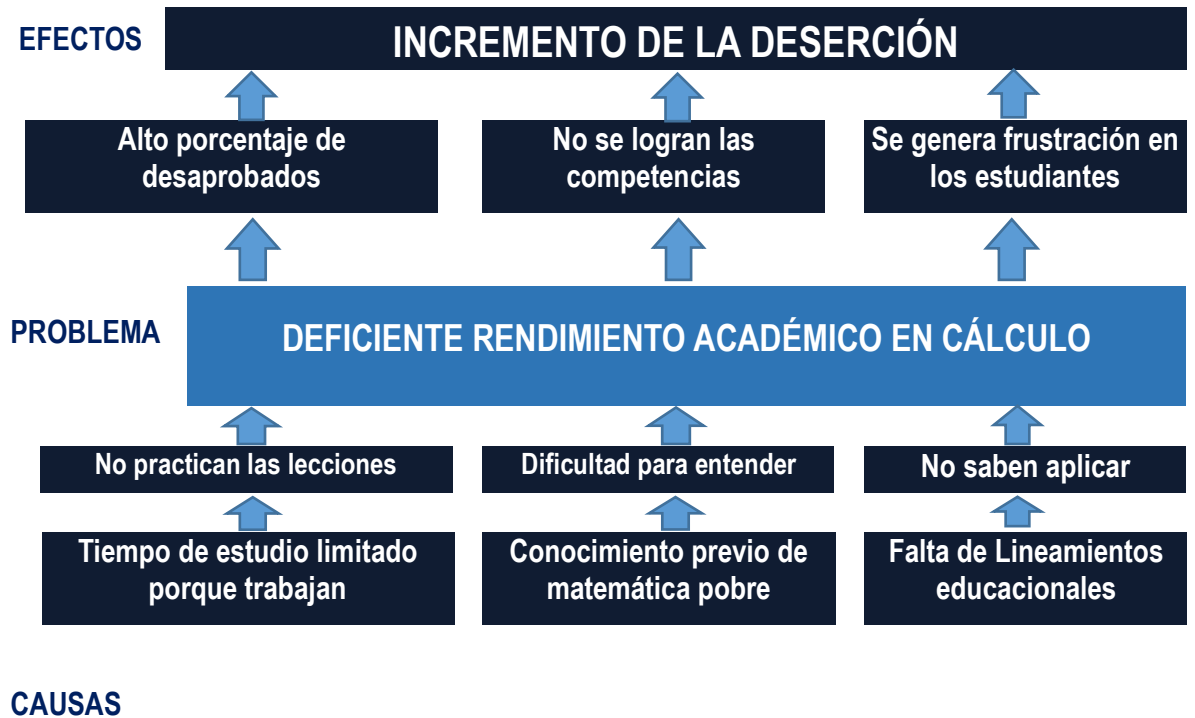 EFECTOS
INCREMENTO DE LA DESERCIÓN
Alto porcentaje de
desaprobados
No se logran las
competencias
Se genera frustración en
los estudiantes
PROBLEMA
DEFICIENTE RENDIMIENTO ACADÉMICO EN CÁLCULO
No practican las lecciones
Dificultad para entender
No saben aplicar
Tiempo de estudio limitado
porque trabajan
Conocimiento previo de
matemática pobre
Falta de Lineamientos
educacionales
CAUSAS